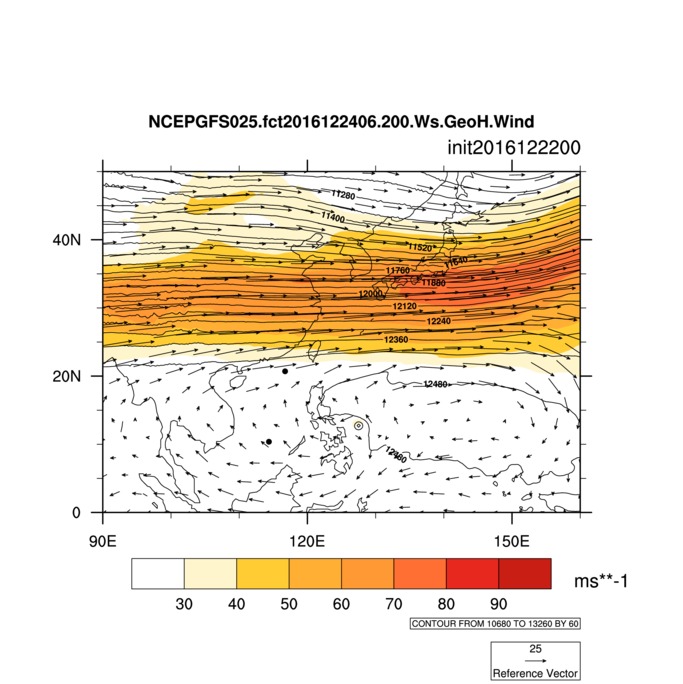 NCEPGFS025.fct2016122406.200.Ws.GeoH.Wind
init2016122200
11280
11400
40N
11520
11640
11760
11880
12000
12120
12240
12360
20N
12480
12480
0
90E 120E 150E
30 40 50 60 70 80 90 ms**-1
CONTOUR FROM 10680 TO 13260 BY 60
25
Reference Vector